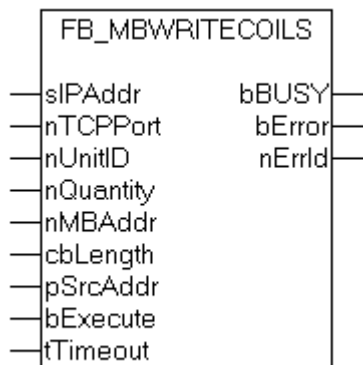 FB_MBWRITECOILS
sIPAddr bBUSY
nTCPPort bError
nUnitID nErrId
nQuantity
nMBAddr
cbLength
pSrcAddr
bExecute
tTimeout